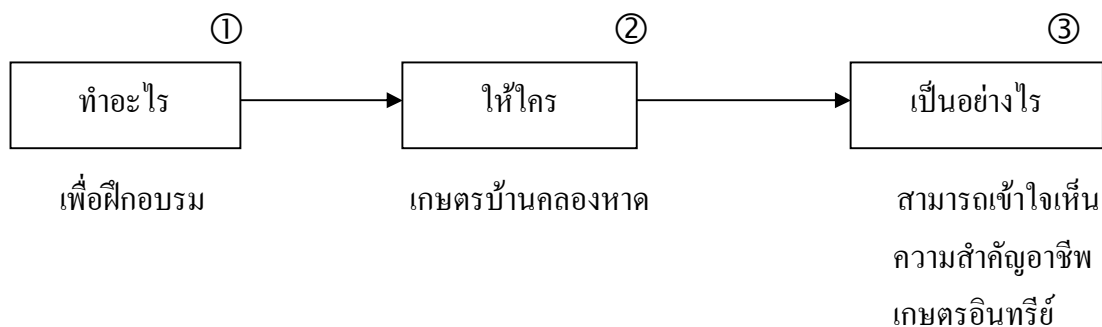 ① ② ③
ทำอะไร ให้ใคร เป็นอย่างไร
เพื่อฝึกอบรม เกษตรบ้านคลองหาด สามารถเข้าใจเห็น
ความสำคัญอาชีพ
เกษตรอินทรีย์